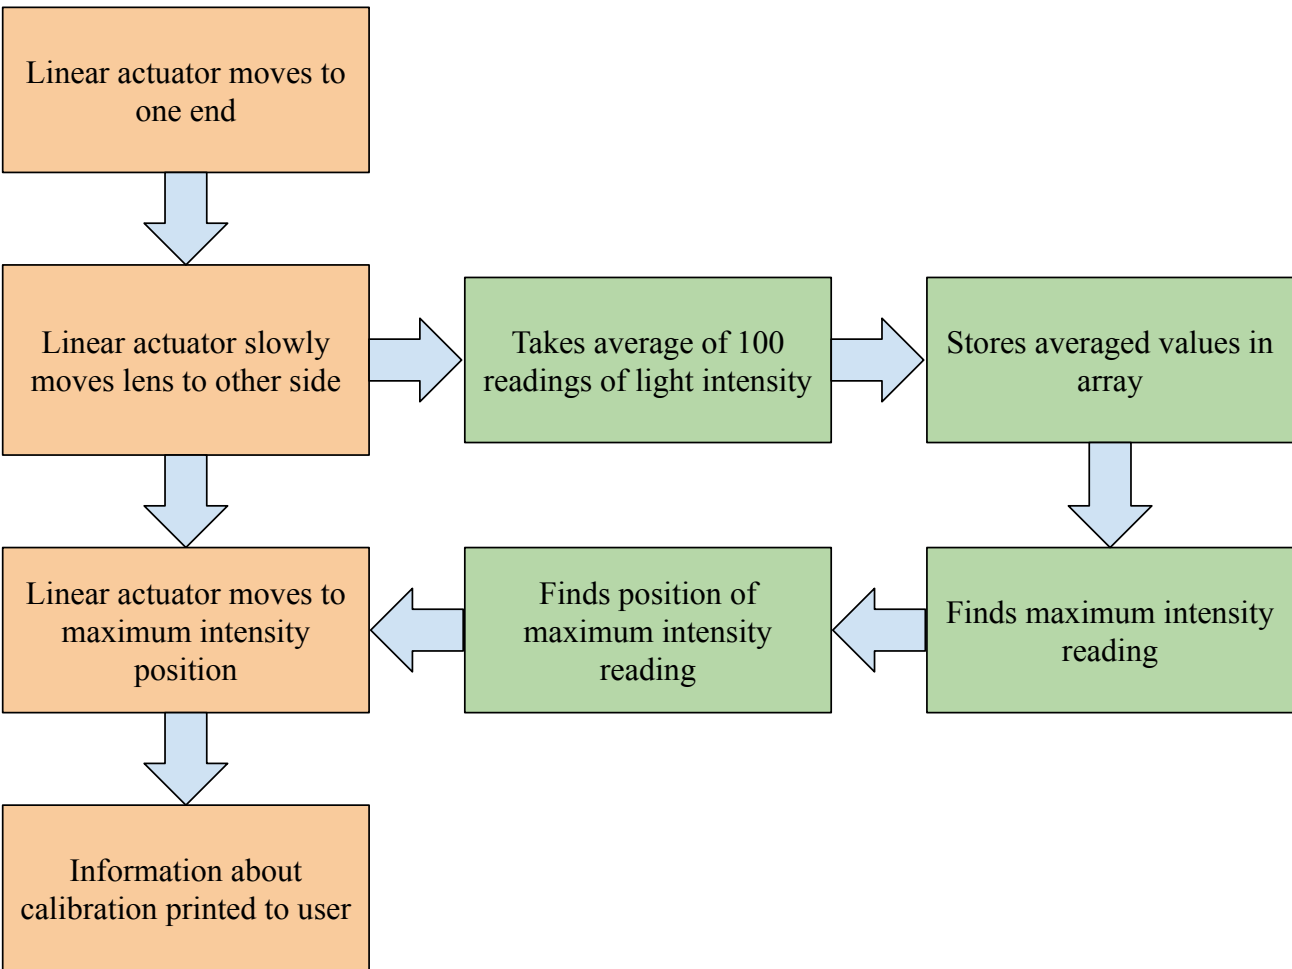 Linear actuator moves to
one end
Linear actuator slowly
moves lens to other side
Takes average of 100
readings of light intensity
Stores averaged values in
array
Linear actuator moves to
maximum intensity
position
Finds position of
maximum intensity
reading
Finds maximum intensity
reading
Information about
calibration printed to user